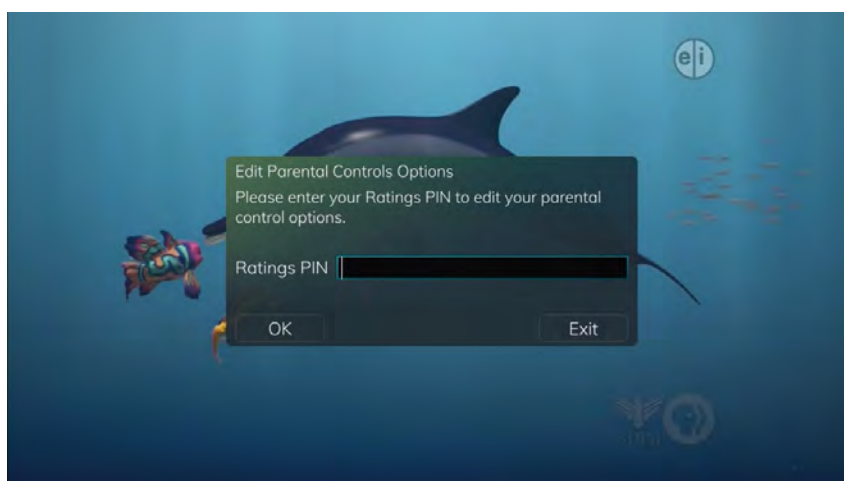 e|i
Edit Parental Controls Options
Please enter your Ratings PIN to edit your parental
control options.
Ratings PIN
OK
Exit